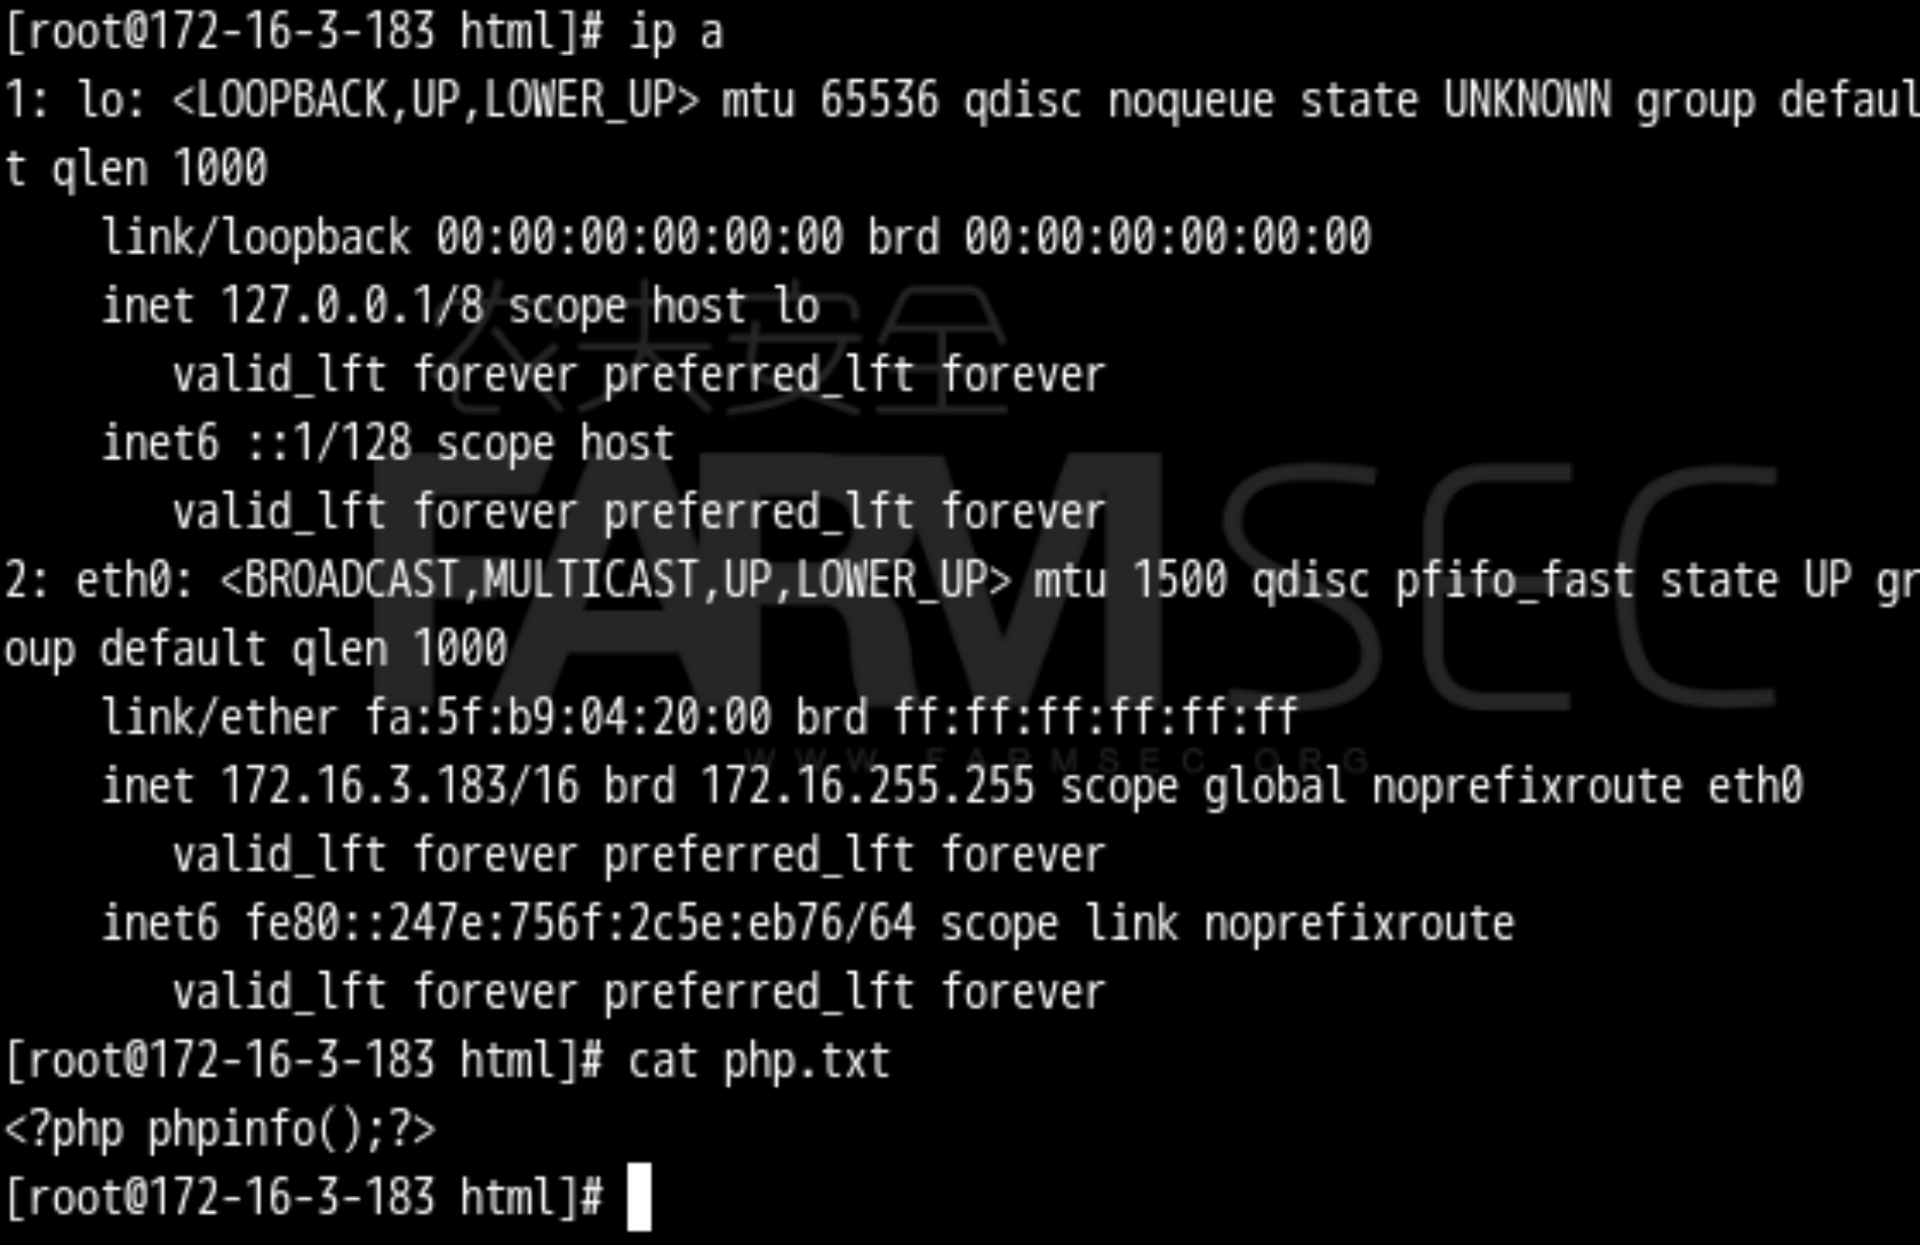 [root@172-16-3-183 html]# ip a
1: lo: <LOOPBACK,UP,LOWER_UP> mtu 65536 qdisc noqueue state UNKNOWN group defaul
t qlen 1000
    link/loopback 00:00:00:00:00:00 brd 00:00:00:00:00:00
    inet 127.0.0.1/8 scope host lo
       valid_lft forever preferred_lft forever
    inet6 ::1/128 scope host
       valid_lft forever preferred_lft forever
2: eth0: <BROADCAST,MULTICAST,UP,LOWER_UP> mtu 1500 qdisc pfifo_fast state UP gr
oup default qlen 1000
    link/ether fa:5f:b9:04:20:00 brd ff:ff:ff:ff:ff:ff
    inet 172.16.3.183/16 brd 172.16.255.255 scope global noprefixroute eth0
       valid_lft forever preferred_lft forever
    inet6 fe80::247e:756f:2c5e:eb76/64 scope link noprefixroute
       valid_lft forever preferred_lft forever
[root@172-16-3-183 html]# cat php.txt
<?php phpinfo();?>
[root@172-16-3-183 html]#
农夫安全
FARMSEC
WWW.FARMSEC.ORG